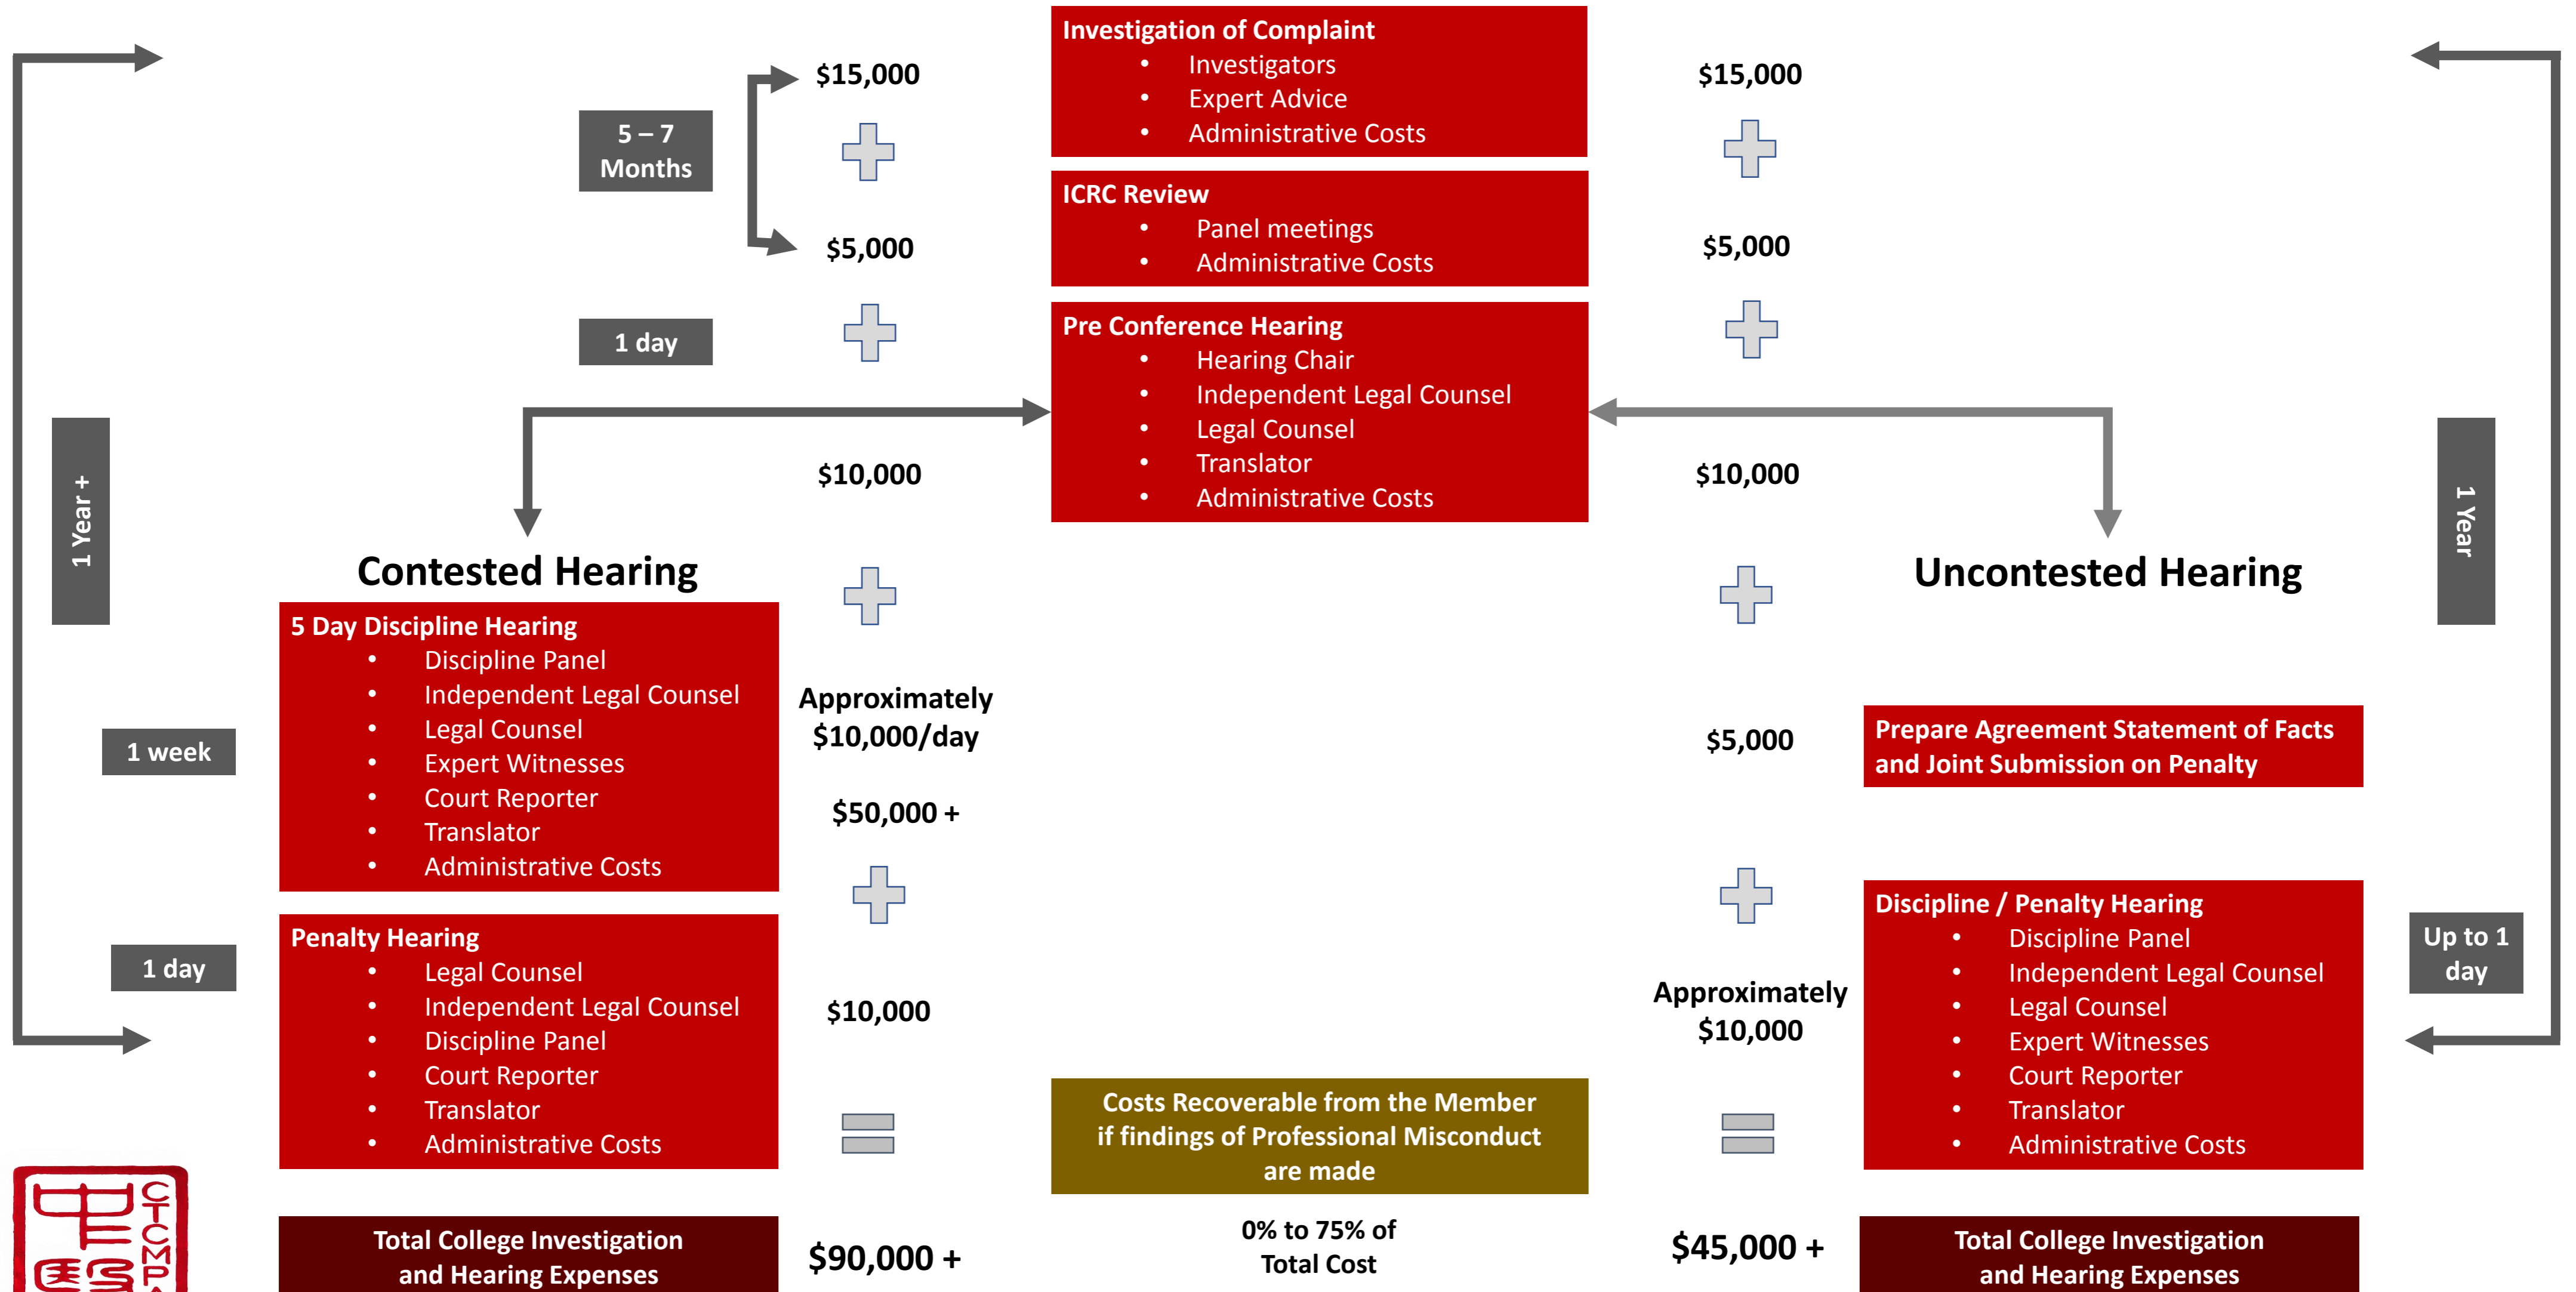 Investigation of Complaint
• Investigators
• Expert Advice
• Administrative Costs
$15,000
$15,000
5 – 7
Months
ICRC Review
• Panel meetings
• Administrative Costs
$5,000
$5,000
1 day
Pre Conference Hearing
• Hearing Chair
• Independent Legal Counsel
• Legal Counsel
• Translator
• Administrative Costs
$10,000
$10,000
1 Year +
1 Year
Contested Hearing
5 Day Discipline Hearing
• Discipline Panel
• Independent Legal Counsel
• Legal Counsel
• Expert Witnesses
• Court Reporter
• Translator
• Administrative Costs
1 week
Approximately
$10,000/day
$50,000 +
Penalty Hearing
• Legal Counsel
• Independent Legal Counsel
• Discipline Panel
• Court Reporter
• Translator
• Administrative Costs
1 day
$10,000
Total College Investigation
and Hearing Expenses
$90,000 +
Costs Recoverable from the Member
if findings of Professional Misconduct
are made
0% to 75% of
Total Cost
Uncontested Hearing
$5,000
Prepare Agreement Statement of Facts
and Joint Submission on Penalty
Approximately
$10,000
Discipline / Penalty Hearing
• Discipline Panel
• Independent Legal Counsel
• Legal Counsel
• Expert Witnesses
• Court Reporter
• Translator
• Administrative Costs
Up to 1
day
$45,000 +
Total College Investigation
and Hearing Expenses
CTCMP